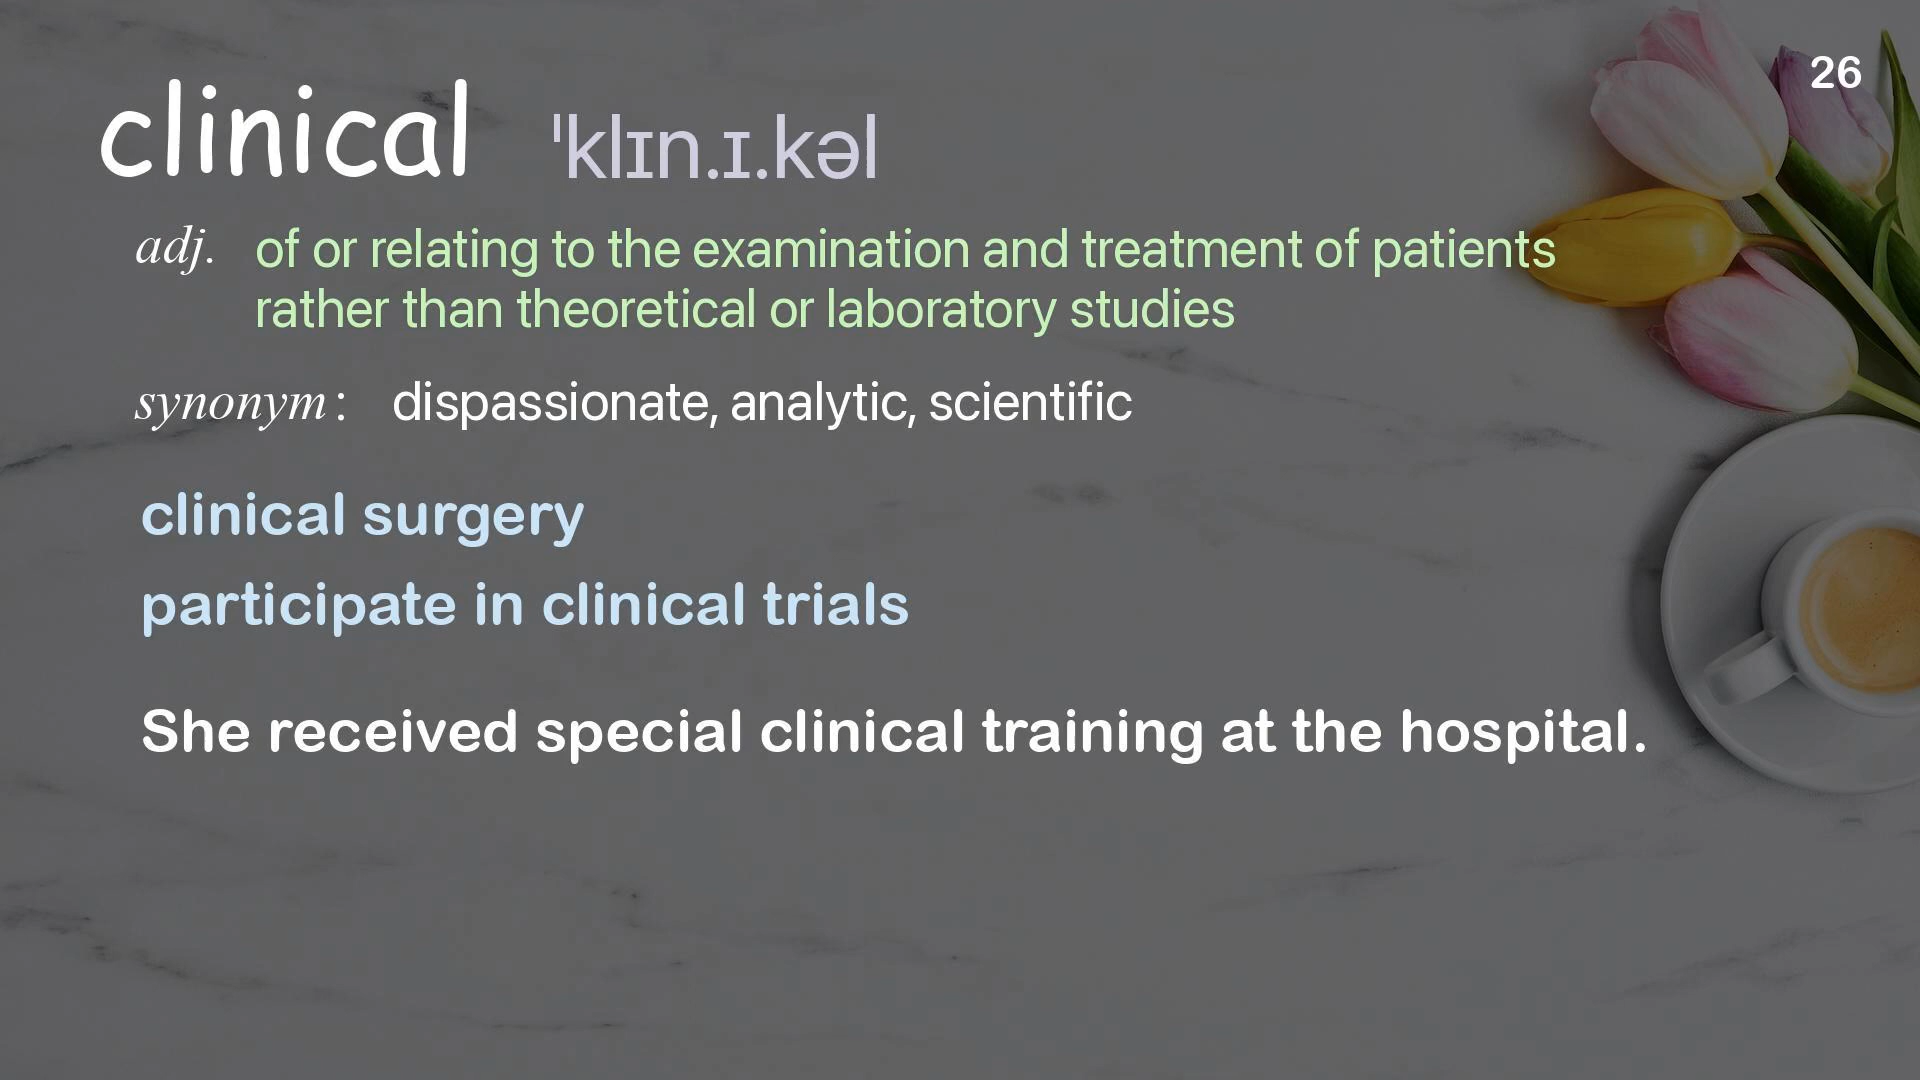 26
clinical ˈklɪn.ɪ.kəl
adj. of or relating to the examination and treatment of patients
rather than theoretical or laboratory studies
synonym : dispassionate, analytic, scientific
clinical surgery
participate in clinical trials
She received special clinical training at the hospital.